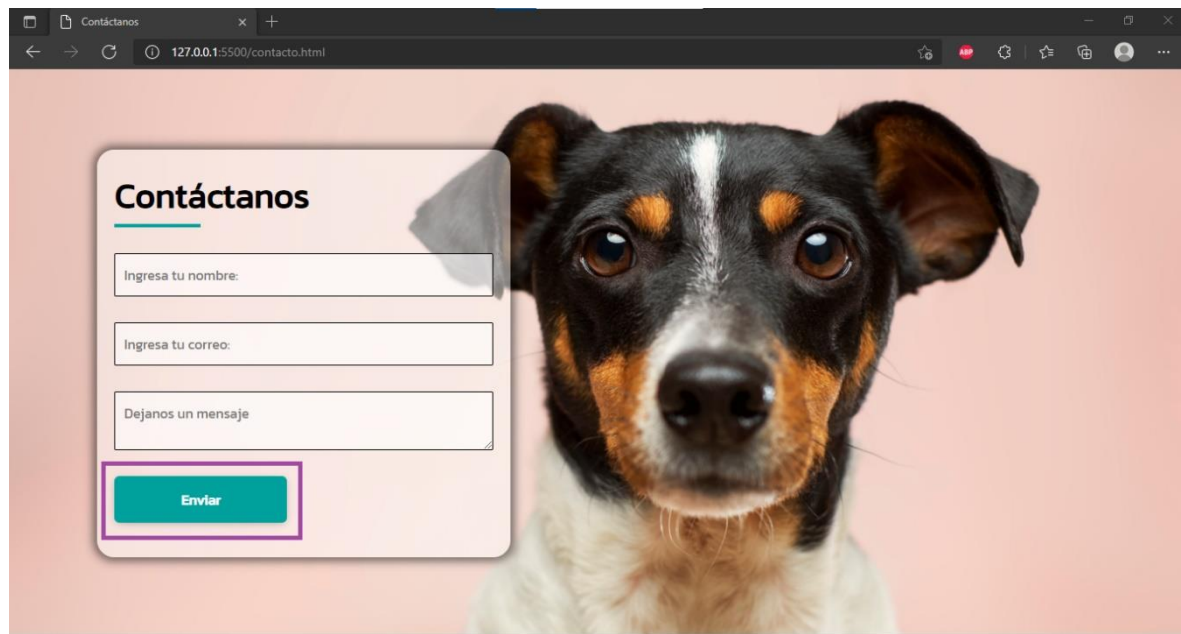 Contáctanos
127.0.0.1:5500/contacto.html
ABP
Contáctanos
Ingresa tu nombre:
Ingresa tu correo:
Dejanos un mensaje
Enviar